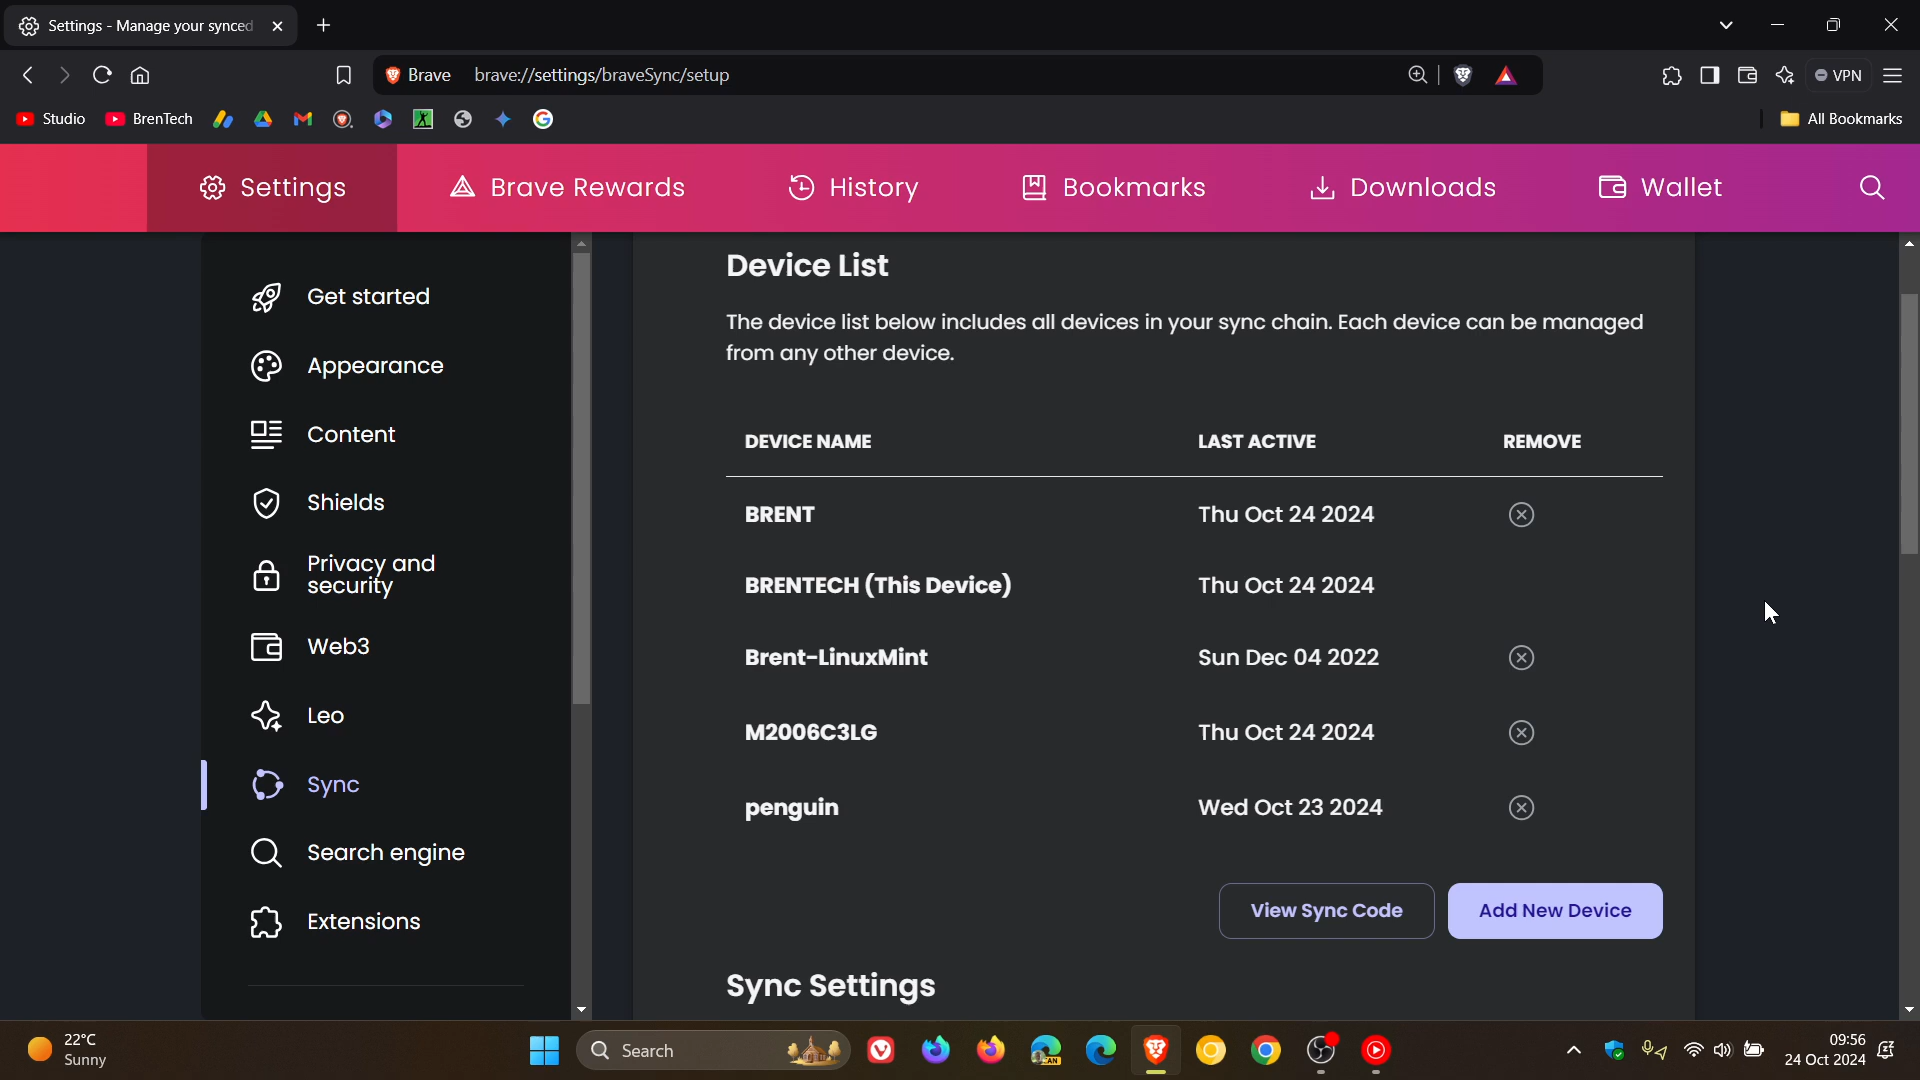 Settings - Manage your synced
Brave brave://settings/braveSync/setup
VPN
Studio BrenTech All Bookmarks
Settings Brave Rewards History Bookmarks Downloads Wallet
Get started
Appearance
Content
Shields
Privacy and
security
Web3
Leo
Sync
Search engine
Extensions
Device List
The device list below includes all devices in your sync chain. Each device can be managed
from any other device.
DEVICE NAME LAST ACTIVE REMOVE
BRENT Thu Oct 24 2024
BRENTECH (This Device) Thu Oct 24 2024
Brent-LinuxMint Sun Dec 04 2022
M2006C3LG Thu Oct 24 2024
penguin Wed Oct 23 2024
View Sync Code Add New Device
Sync Settings
22°C
Sunny
Search
CAN
09:56
24 Oct 2024